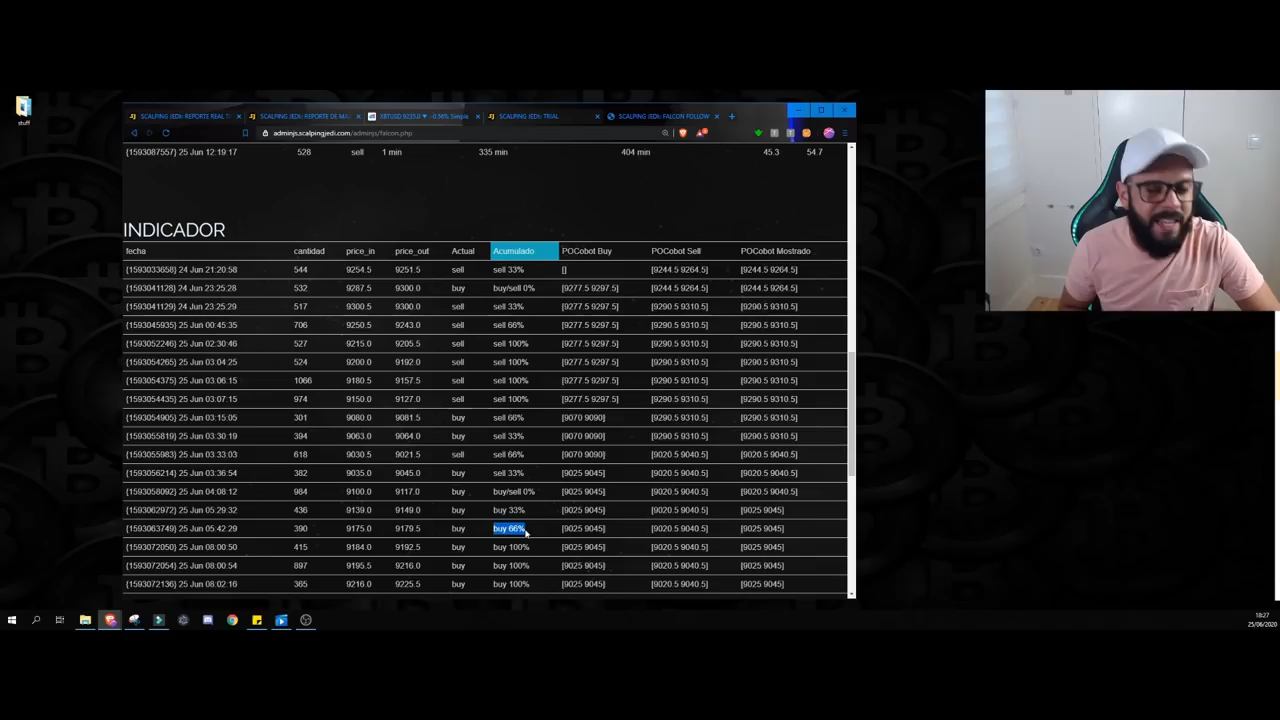 stuff
SCALPING JEDI: REPORTE REAL T
SCALPING JEDI: REPORTE DE MA
XBTUSD 9235.0 ▼ −0.56% Simple
SCALPING JEDI: TRIAL
SCALPING JEDI: FALCON FOLLOW
adminjs.scalpingjedi.com/adminjs/falcon.php
[1593087557] 25 Jun 12:19:17 528 sell 1 min 335 min 404 min 45.3 54.7
INDICADOR
fecha cantidad price_in price_out Actual Acumulado POCobot Buy POCobot Sell POCobot Mostrado
[1593033658] 24 Jun 21:20:58 544 9254.5 9251.5 sell sell 33% [] [9244.5 9264.5] [9244.5 9264.5]
[1593041128] 24 Jun 23:25:28 532 9287.5 9300.0 buy buy/sell 0% [9277.5 9297.5] [9244.5 9264.5] [9244.5 9264.5]
[1593041129] 24 Jun 23:25:29 517 9300.5 9300.5 sell sell 33% [9277.5 9297.5] [9290.5 9310.5] [9290.5 9310.5]
[1593045935] 25 Jun 00:45:35 706 9250.5 9243.0 sell sell 66% [9277.5 9297.5] [9290.5 9310.5] [9290.5 9310.5]
[1593052246] 25 Jun 02:30:46 527 9215.0 9205.5 sell sell 100% [9277.5 9297.5] [9290.5 9310.5] [9290.5 9310.5]
[1593054265] 25 Jun 03:04:25 524 9200.0 9192.0 sell sell 100% [9277.5 9297.5] [9290.5 9310.5] [9290.5 9310.5]
[1593054375] 25 Jun 03:06:15 1066 9180.5 9157.5 sell sell 100% [9277.5 9297.5] [9290.5 9310.5] [9290.5 9310.5]
[1593054435] 25 Jun 03:07:15 974 9150.0 9127.0 sell sell 100% [9277.5 9297.5] [9290.5 9310.5] [9290.5 9310.5]
[1593054905] 25 Jun 03:15:05 301 9080.0 9081.5 buy sell 66% [9070 9090] [9290.5 9310.5] [9290.5 9310.5]
[1593055819] 25 Jun 03:30:19 394 9063.0 9064.0 buy sell 33% [9070 9090] [9290.5 9310.5] [9290.5 9310.5]
[1593055983] 25 Jun 03:33:03 618 9030.5 9021.5 sell sell 66% [9070 9090] [9020.5 9040.5] [9020.5 9040.5]
[1593056214] 25 Jun 03:36:54 382 9035.0 9045.0 buy sell 33% [9025 9045] [9020.5 9040.5] [9020.5 9040.5]
[1593058092] 25 Jun 04:08:12 984 9100.0 9117.0 buy buy/sell 0% [9025 9045] [9020.5 9040.5] [9020.5 9040.5]
[1593062972] 25 Jun 05:29:32 436 9139.0 9149.0 buy buy 33% [9025 9045] [9020.5 9040.5] [9025 9045]
[1593063749] 25 Jun 05:42:29 390 9175.0 9179.5 buy buy 66% [9025 9045] [9020.5 9040.5] [9025 9045]
[1593072050] 25 Jun 08:00:50 415 9184.0 9192.5 buy buy 100% [9025 9045] [9020.5 9040.5] [9025 9045]
[1593072054] 25 Jun 08:00:54 897 9195.5 9216.0 buy buy 100% [9025 9045] [9020.5 9040.5] [9025 9045]
[1593072136] 25 Jun 08:02:16 365 9216.0 9225.5 buy buy 100% [9025 9045] [9020.5 9040.5] [9025 9045]
18:27
25/06/2020